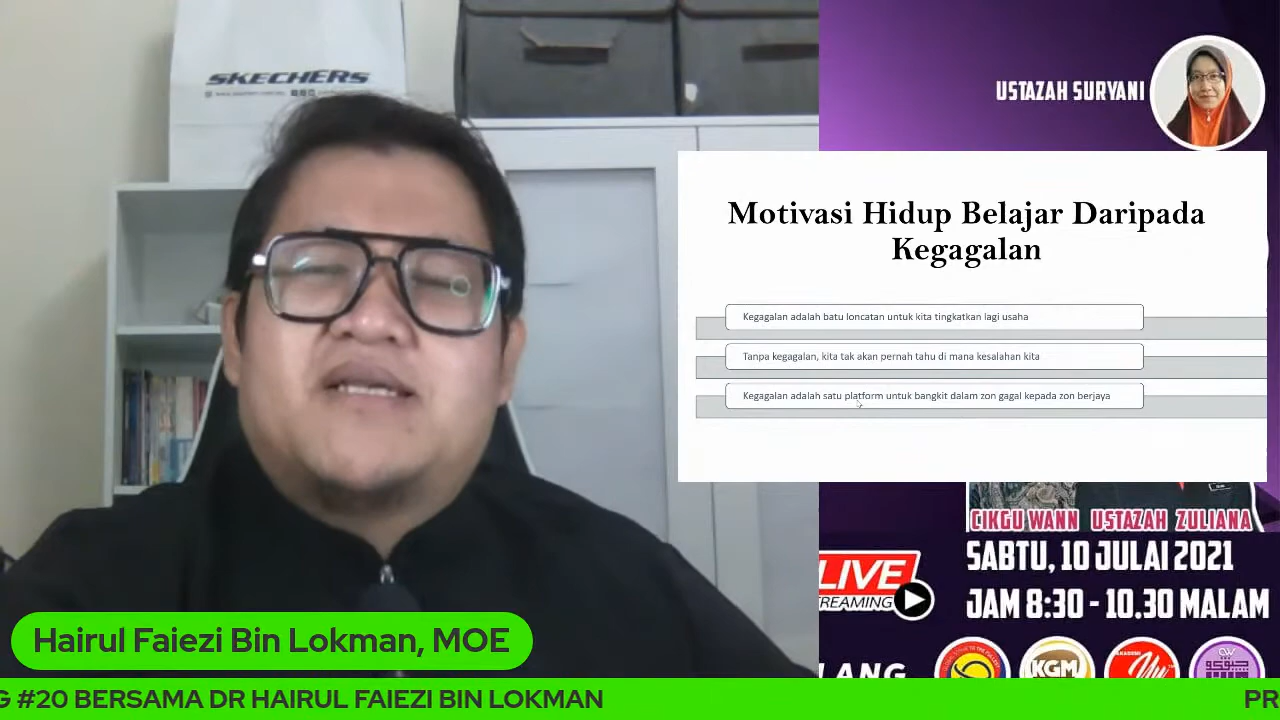 SKECHERS
USTAZAH SURYANI
Motivasi Hidup Belajar Daripada
Kegagalan
Kegagalan adalah batu loncatan untuk kita tingkatkan lagi usaha
Tanpa kegagalan, kita tak akan pernah tahu di mana kesalahan kita
Kegagalan adalah satu platform untuk bangkit dalam zon gagal kepada zon berjaya
CIKGU WANN USTAZAH ZULIANA
LIVE
SABTU, 10 JULAI 2021
JAM 8:30 - 10.30 MALAM
Hairul Faiezi Bin Lokman, MOE
LANG
KGM
G #20 BERSAMA DR HAIRUL FAIEZI BIN LOKMAN
PR